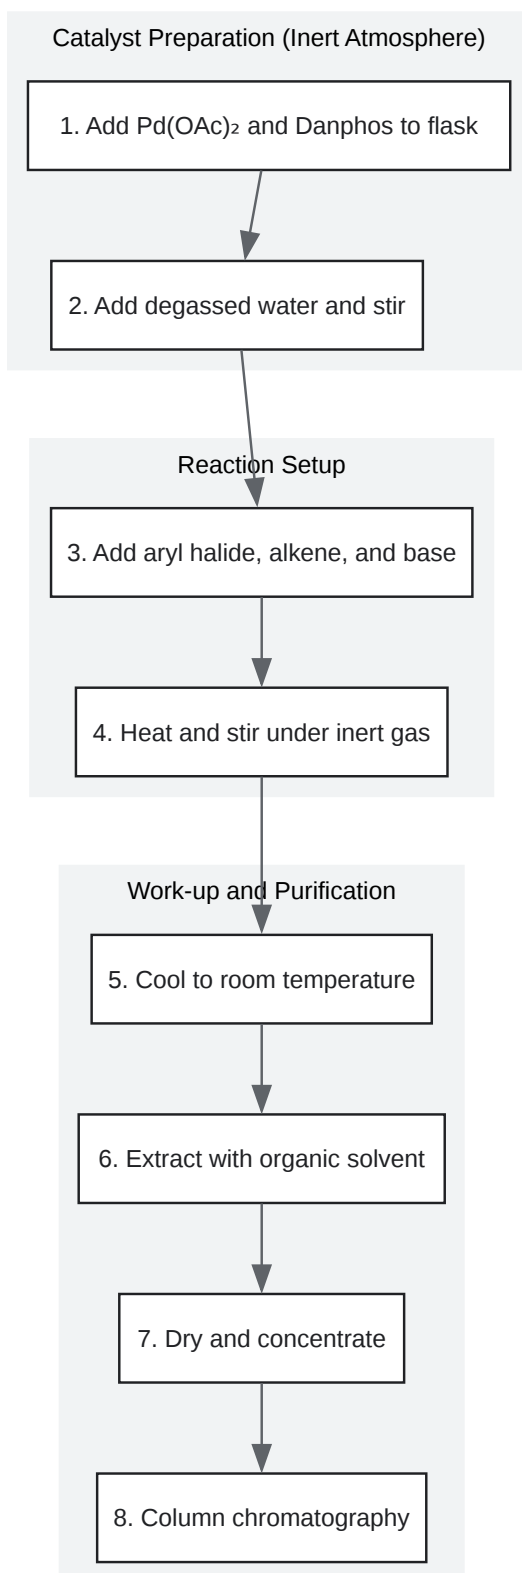 Catalyst Preparation (Inert Atmosphere)
1. Add Pd(OAc)₂ and Danphos to flask
2. Add degassed water and stir
Reaction Setup
3. Add aryl halide, alkene, and base
4. Heat and stir under inert gas
Work-up and Purification
5. Cool to room temperature
6. Extract with organic solvent
7. Dry and concentrate
8. Column chromatography